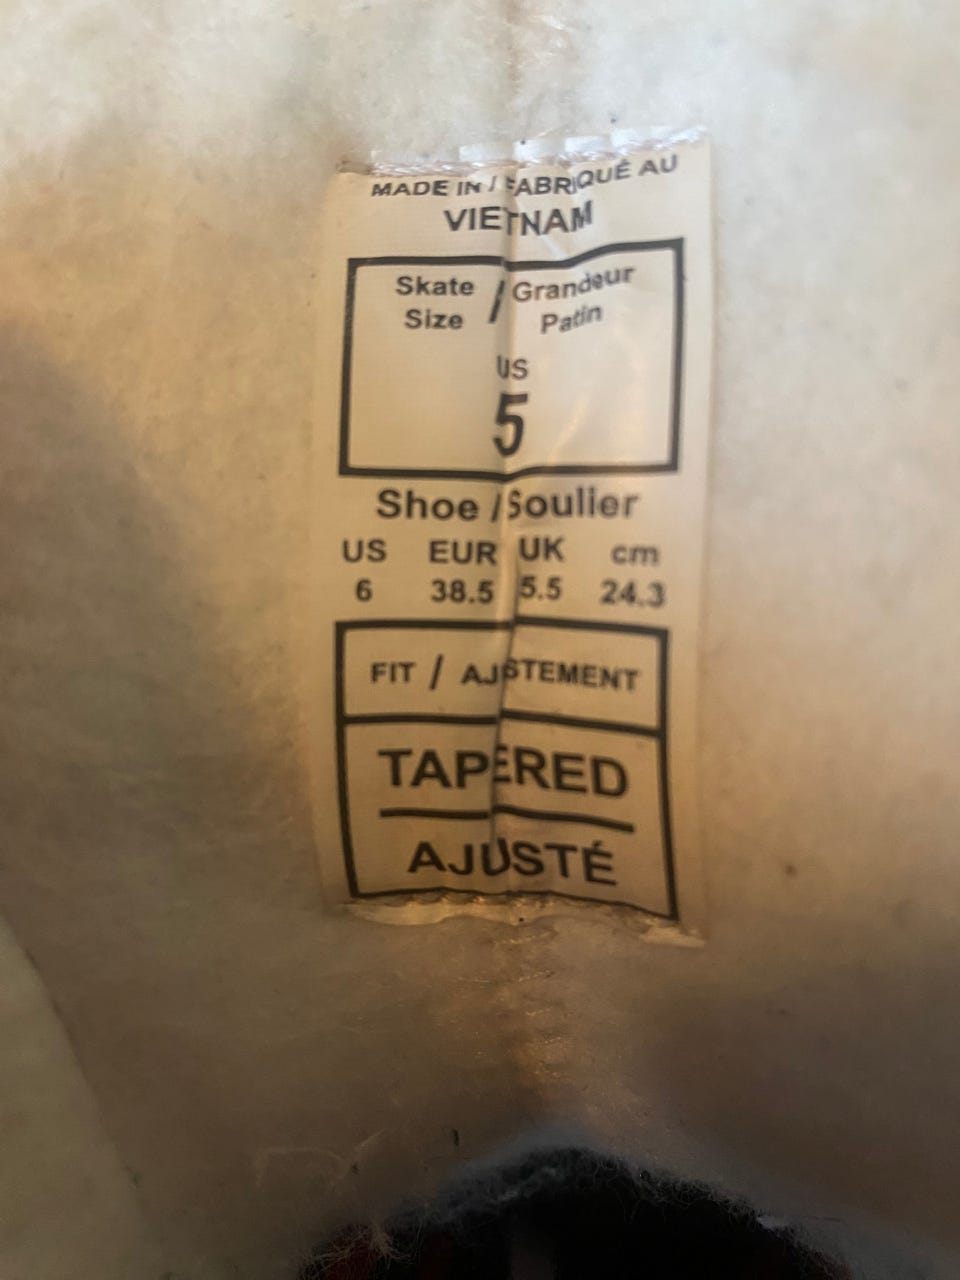 MADE IN / FABRIQUÉ AU
VIETNAM
Skate / Grandeur
Size Patin
US
5
Shoe / Soulier
US EUR UK cm
6 38.5 5.5 24.3
FIT / AJUSTEMENT
TAPERED
AJUSTÉ